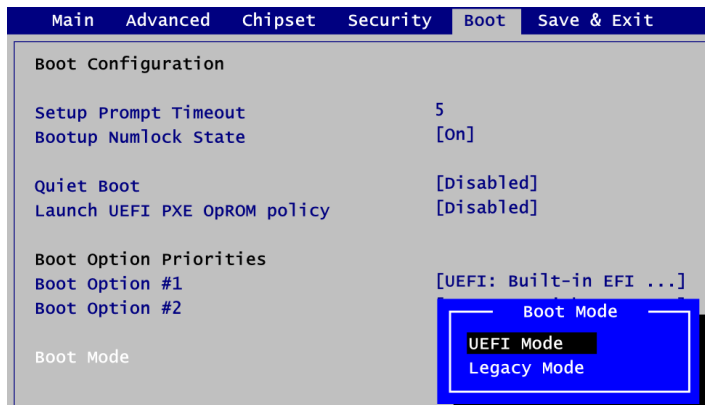 Main Advanced Chipset Security Boot Save & Exit
Boot Configuration
Setup Prompt Timeout 5
Bootup Numlock State [On]
Quiet Boot [Disabled]
Launch UEFI PXE OpROM policy [Disabled]
Boot Option Priorities
Boot Option #1 [UEFI: Built-in EFI ...]
Boot Option #2
Boot Mode
Boot Mode
UEFI Mode
Legacy Mode